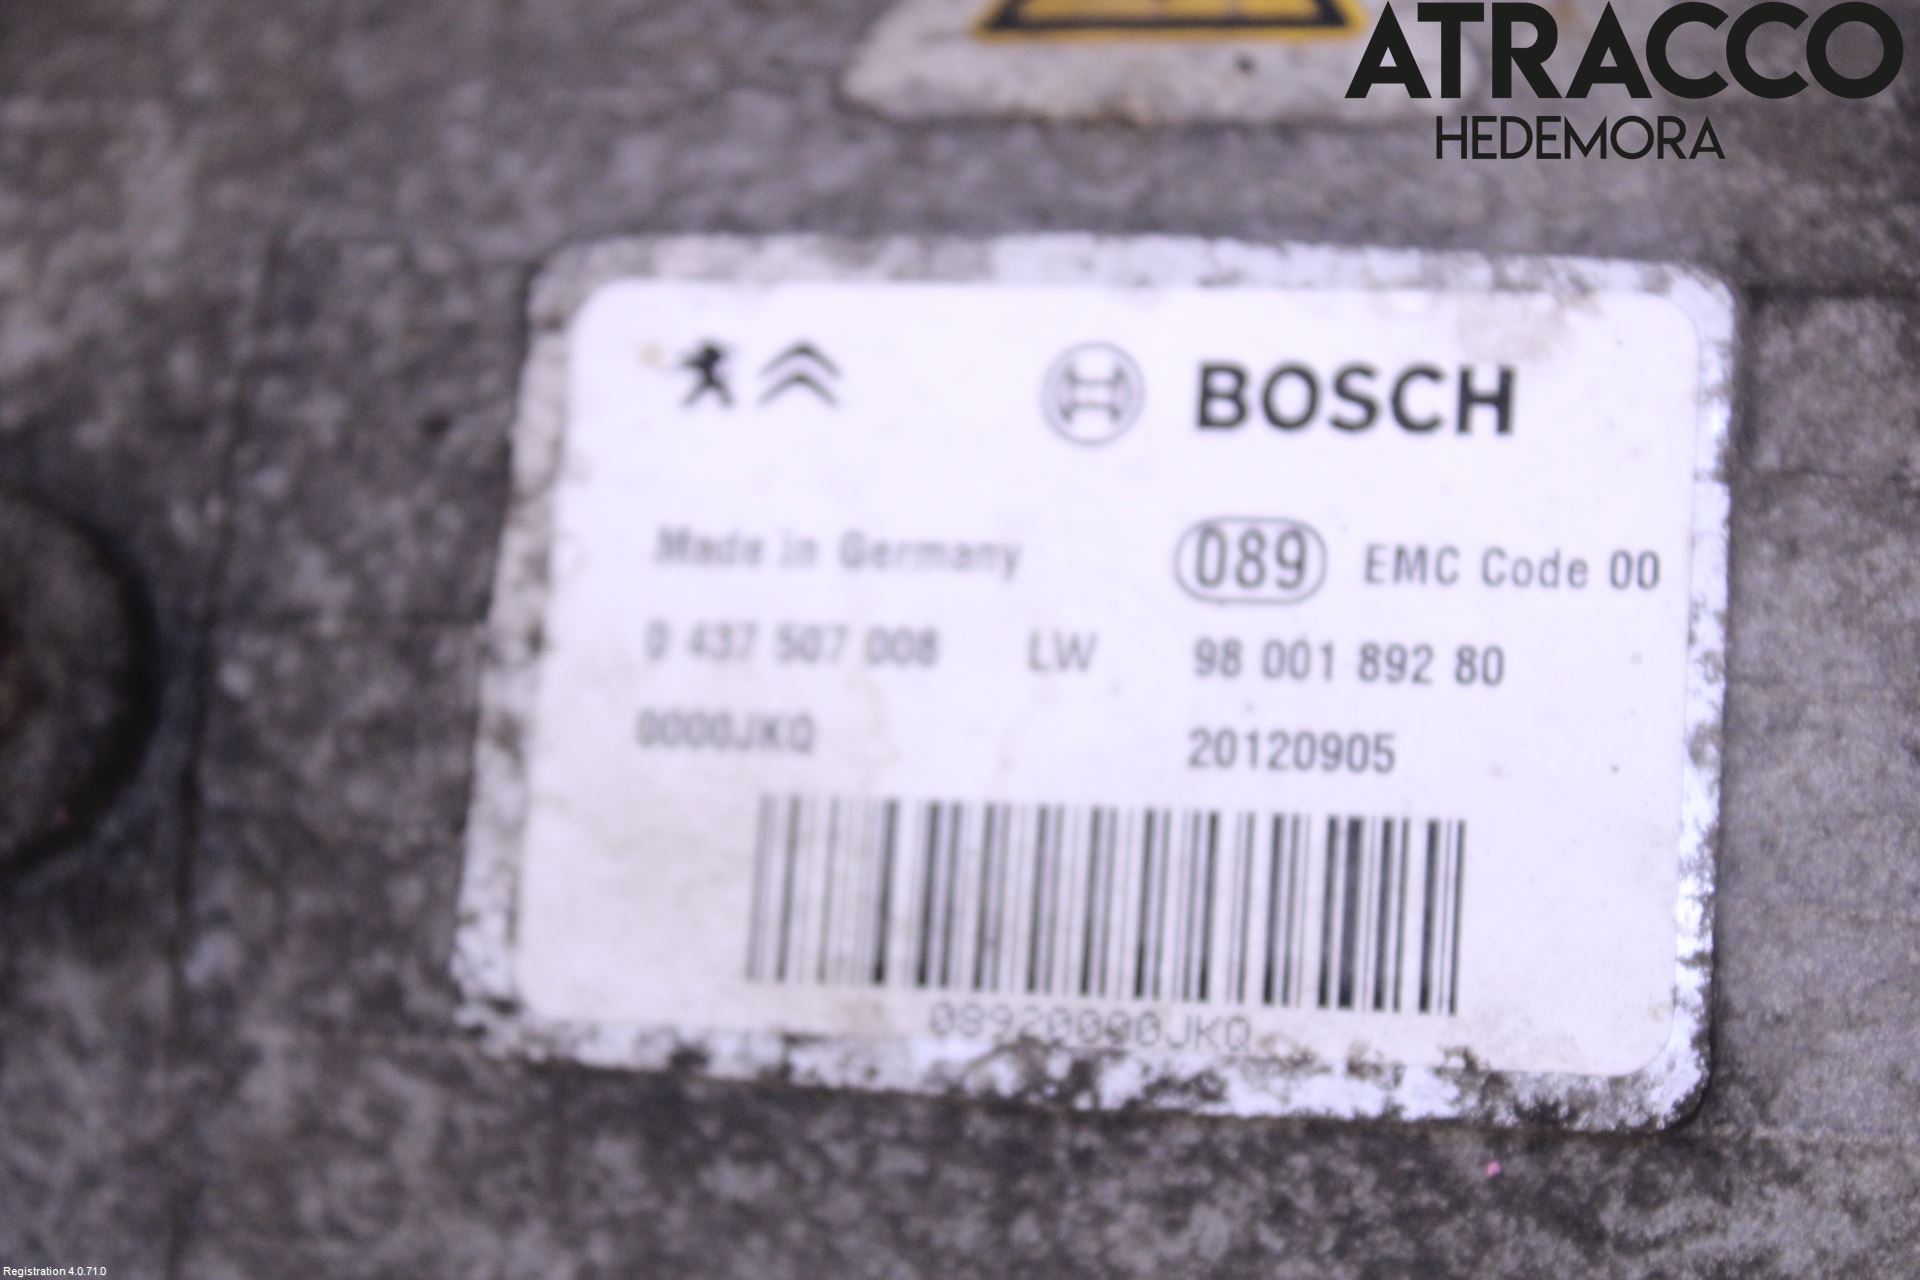 ATRACCO
HEDEMORA
BOSCH
Made in Germany 089 EMC Code 00
0 437 507 008 LW 98 001 892 80
0000JKQ 20120905
08920000JKQ
Registration 4.0.71.0